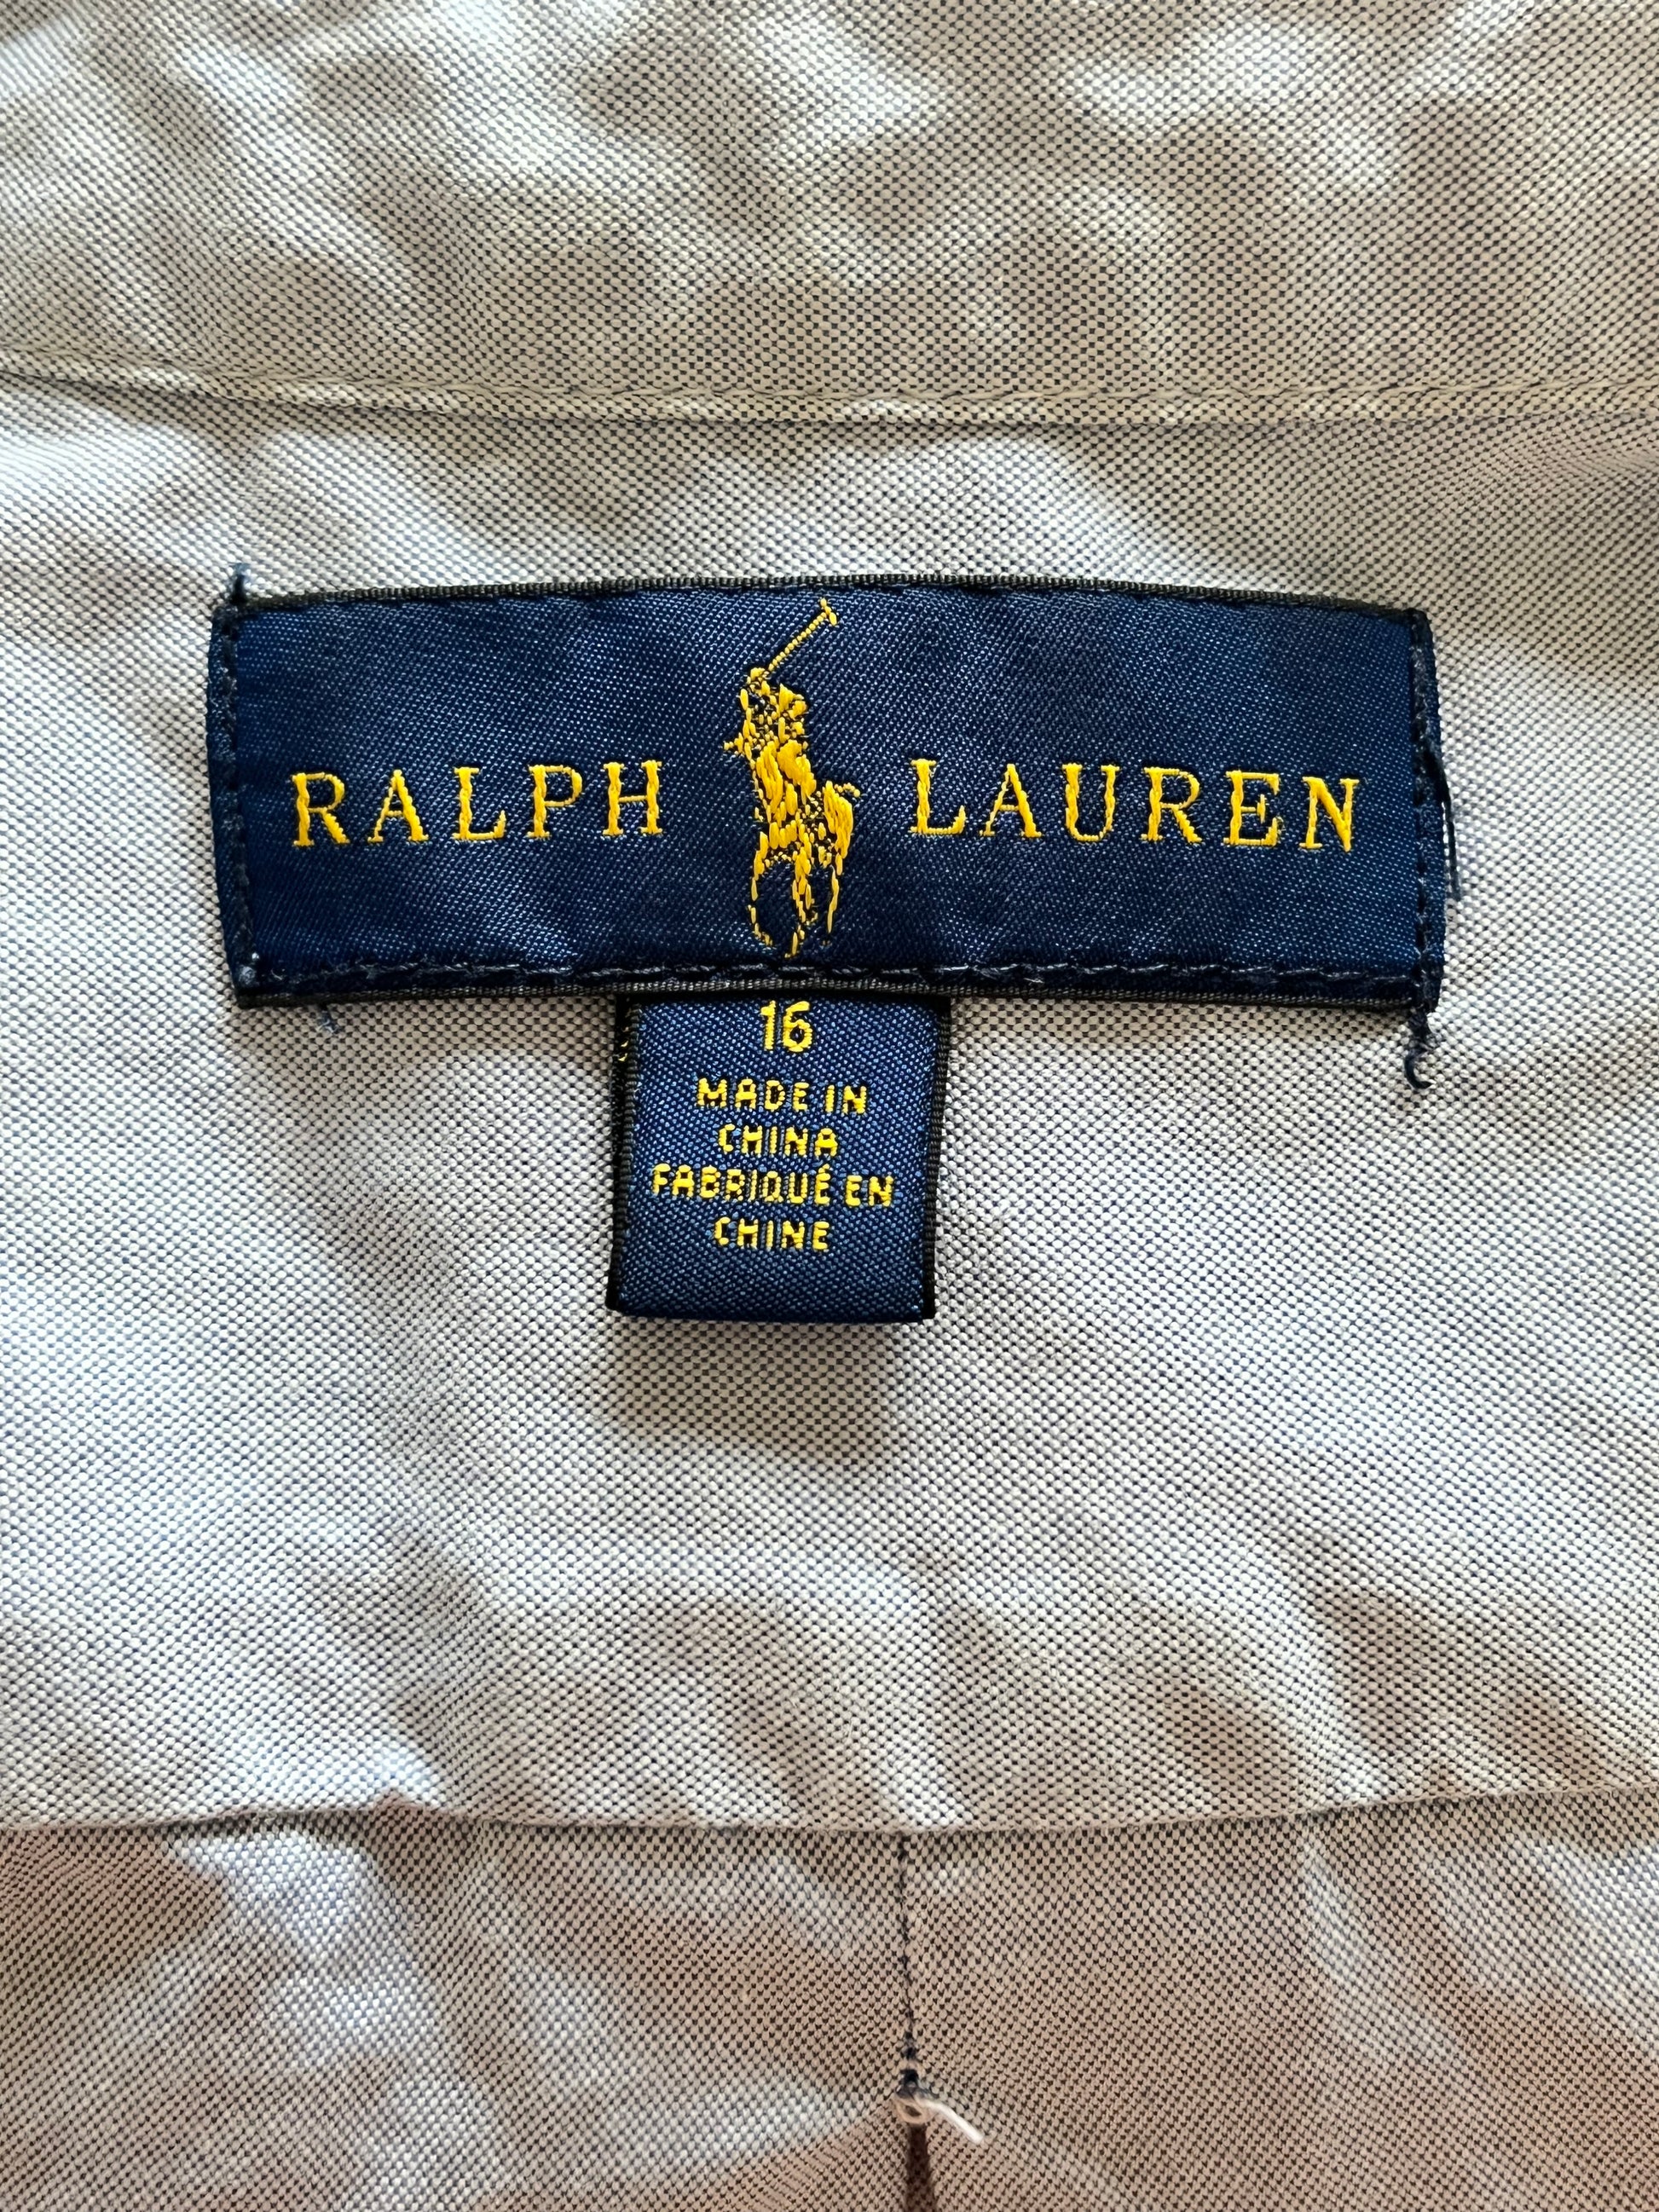 RALPH LAUREN
16
MADE IN
CHINA
FABRIQUÉ EN
CHINE